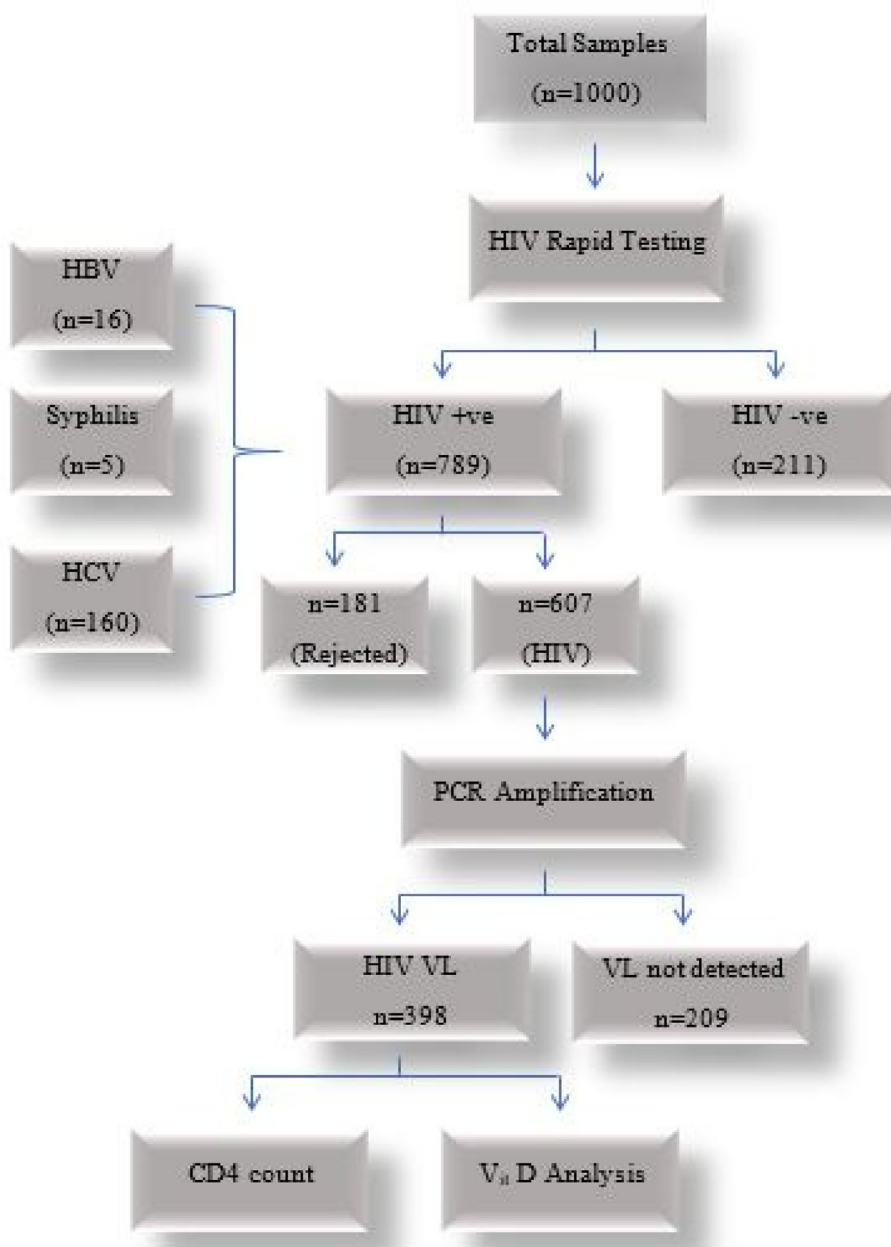 Total Samples
(n=1000)
HIV Rapid Testing
HBV
(n=16)
Syphilis
(n=5)
HCV
(n=160)
HIV +ve
(n=789)
HIV -ve
(n=211)
n=181
(Rejected)
n=607
(HIV)
PCR Amplification
HIV VL
n=398
VL not detected
n=209
CD4 count
Vit D Analysis